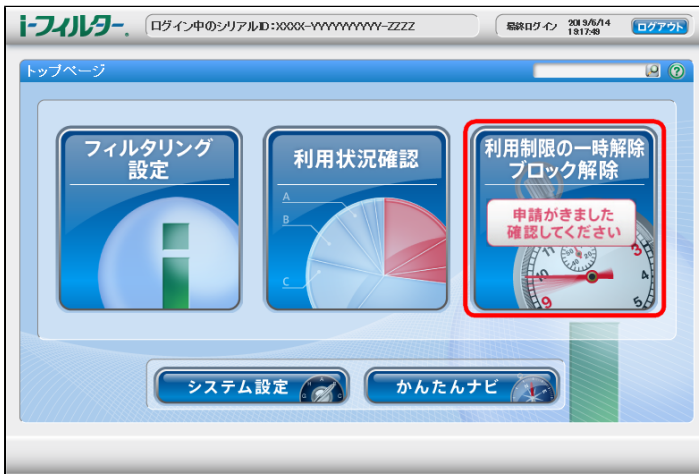 i-フィルター.
ログイン中のシリアルID:XXXX-YYYYYYYYYY-ZZZZ
最終ログイン 2019/6/14 19:17:49
ログアウト
トップページ
?
フィルタリング
設定
利用状況確認
A
B
C
利用制限の一時解除
ブロック解除
申請がきました
確認してください
システム設定
かんたんナビ